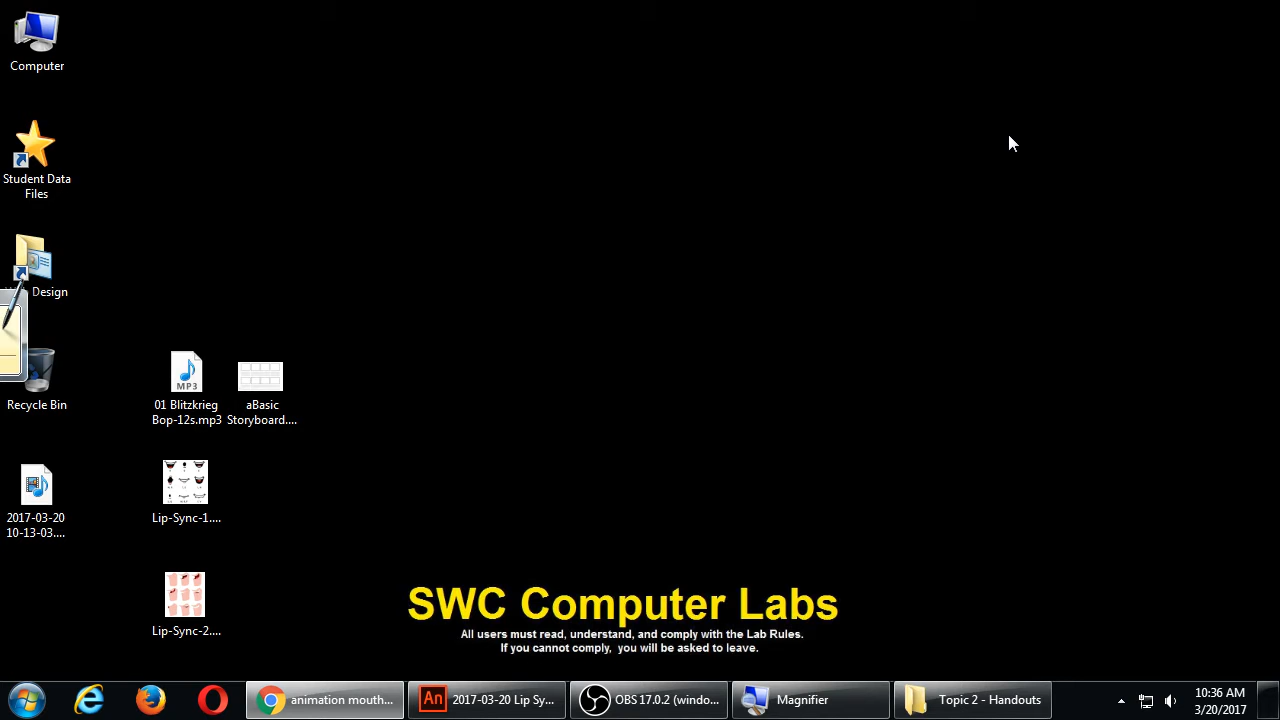 Computer
Student Data
Files
Design
Recycle Bin
MP3
01 Blitzkrieg
Bop-12s.mp3
aBasic
Storyboard....
2017-03-20
10-13-03....
Lip-Sync-1....
Lip-Sync-2....
SWC Computer Labs
All users must read, understand, and comply with the Lab Rules.
If you cannot comply, you will be asked to leave.
animation mouth...
An
2017-03-20 Lip Sy...
OBS 17.0.2 (windo...
Magnifier
Topic 2 - Handouts
10:36 AM
3/20/2017